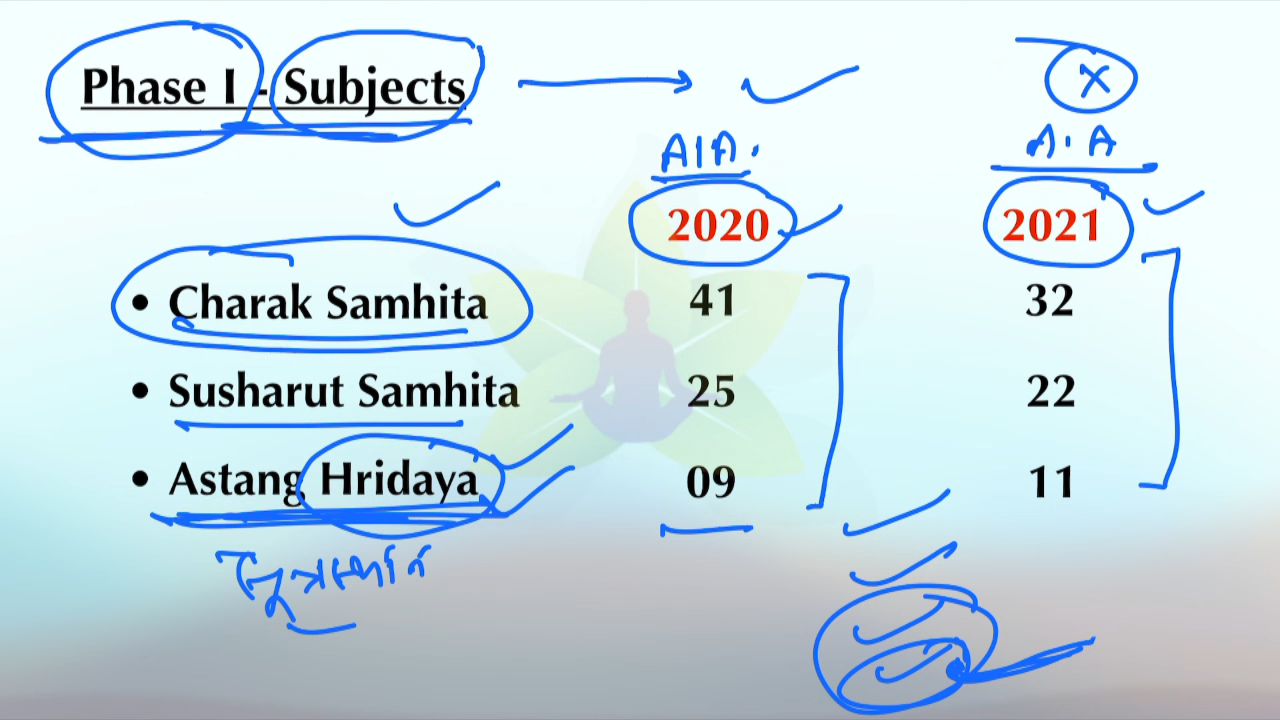 Phase I - Subjects
X
AIA.
A.A
2020
2021
• Charak Samhita 41 32
• Susharut Samhita 25 22
• Astang Hridaya 09 11